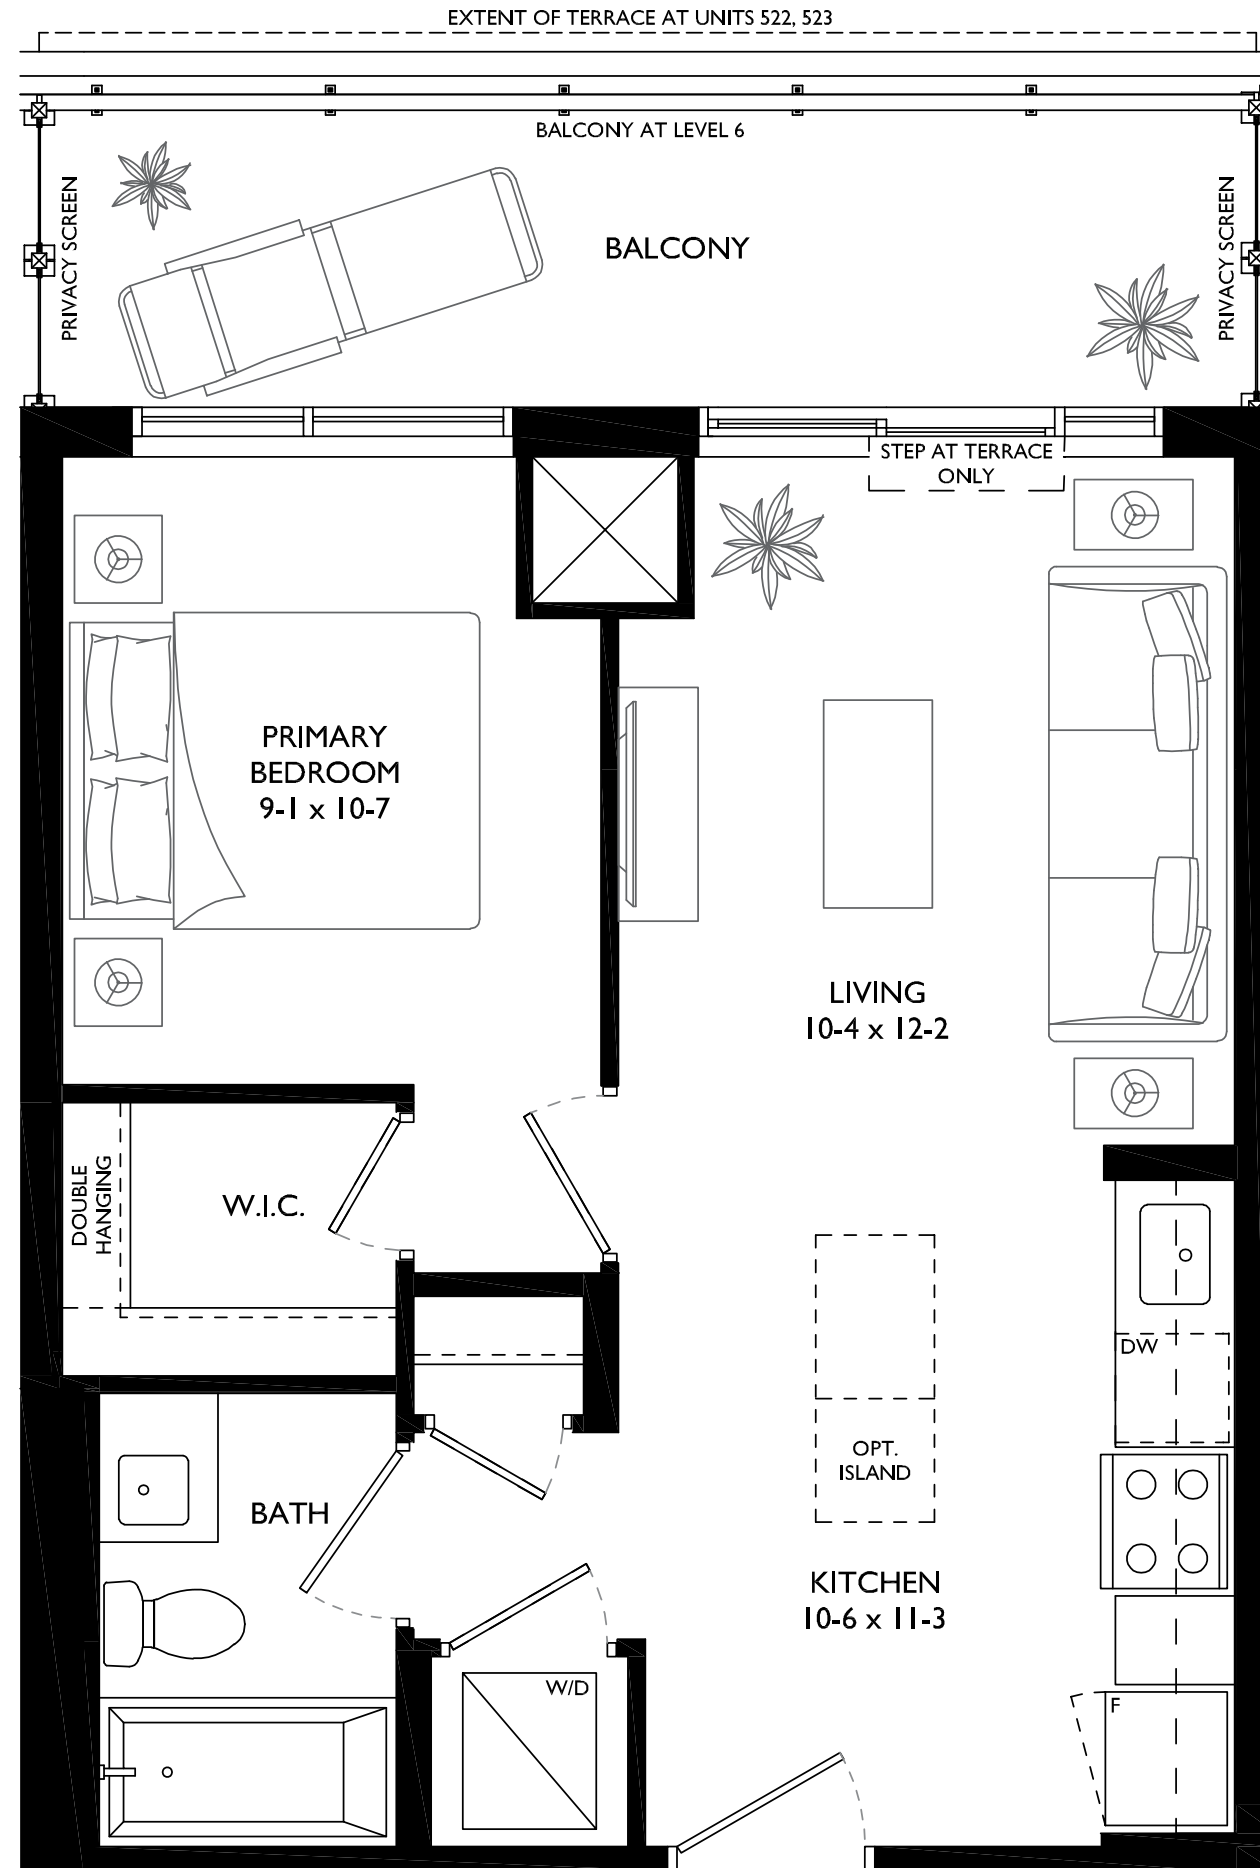 EXTENT OF TERRACE AT UNITS 522, 523
BALCONY AT LEVEL 6
PRIVACY SCREEN
BALCONY
PRIVACY SCREEN
STEP AT TERRACE
ONLY
PRIMARY
BEDROOM
9-1 x 10-7
LIVING
10-4 x 12-2
DOUBLE
HANGING
W.I.C.
DW
OPT.
ISLAND
BATH
KITCHEN
10-6 x 11-3
W/D
F